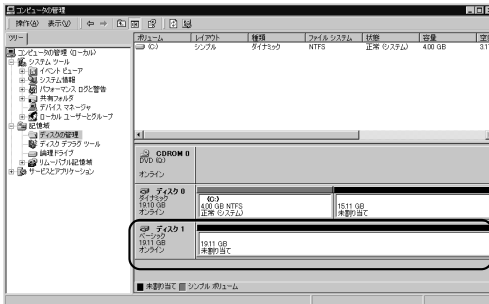 コンピュータの管理
操作(A) 表示(V)
ツリー
ボリューム レイアウト 種類 ファイル システム 状態 容量 空
(C:) シンプル ダイナミック NTFS 正常 (システム) 4.00 GB 3.1
コンピュータの管理 (ローカル)
システム ツール
イベント ビューア
システム情報
パフォーマンス ログと警告
共有フォルダ
デバイス マネージャ
ローカル ユーザーとグループ
記憶域
ディスクの管理
ディスク デフラグ ツール
論理ドライブ
リムーバブル記憶域
サービスとアプリケーション
CDROM 0
DVD (D:)
オンライン
ディスク 0
ダイナミック
19.10 GB
オンライン
(C:)
4.00 GB NTFS
正常 (システム)
15.11 GB
未割り当て
ディスク 1
ベーシック
19.11 GB
オンライン
19.11 GB
未割り当て
未割り当て シンプル ボリューム